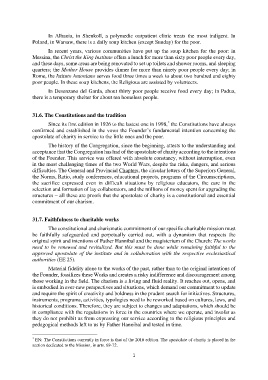 In Albania, in Shenkoll, a polymedic outpatient clinic treats the most indigent. In
Poland, in Warsaw, there is a daily soup kitchen (except Sunday) for the poor.
In recent years, various communities have put up the soup kitchen for the poor: in
Messina, the Christ the King Institute offers a lunch for more than sixty poor people every day,
and these days, some areas are being renovated to set up toilets and shower rooms, and sleeping
quarters; the Mother House provides dinner for more than ninety poor people every day; in
Rome, the Istituto Antoniano serves food three times a week to about two hundred and eighty
poor people. In these soup kitchens, the Religious are assisted by volunteers.
In Desenzano del Garda, about thirty poor people receive food every day; in Padua,
there is a temporary shelter for about ten homeless people.
31.6. The Constitutions and the tradition
Since its first edition in 1926 to the latest one in 1998, the Constitutions have always
confirmed and established in the verse the Founder's fundamental intention concerning the
apostolate of charity in service to the little ones and the poor.
The history of the Congregation, since the beginning, attests to the understanding and
acceptance that the Congregation has had of the apostolate of charity according to the intentions
of the Founder. This service was offered with absolute constancy, without interruption, even
in the most challenging times of the two World Wars, despite the risks, dangers, and serious
difficulties. The General and Provincial Chapters, the circular letters of the Superiors General,
the Norms, Ratio, study conferences, educational projects, programs of the Circumscriptions,
the sacrifice expressed even in difficult situations by religious educators, the care in the
selection and formation of lay collaborators, and the millions of money spent for upgrading the
structures – all these are proofs that the apostolate of charity is a constitutional and essential
commitment of our charism.
31.7. Faithfulness to charitable works
The constitutional and charismatic commitment of our specific charitable mission must
be faithfully safeguarded and perpetually carried out, with a dynamism that respects the
original spirit and intentions of Father Hannibal and the magisterium of the Church: The works
need to be renewed and revitalized. But this must be done while remaining faithful to the
approved apostolate of the institute and in collaboration with the respective ecclesiastical
authorities (EE 25).
Material fidelity alone to the works of the past, rather than to the original intentions of
the Founder, fossilizes these Works and creates a risky indifference and discouragement among
those working in the field. The charism is a living and fluid reality. It reaches out, opens, and
is embodied in ever new perspectives and situations, which demand our commitment to update
and require the spirit of creativity and boldness in the prudent search for initiatives. Structures,
instruments, programs, activities, typologies need to be reworked based on cultures, laws, and
historical conditions. Therefore, they are subject to changes and adaptations, which should be
in compliance with the regulations in force in the countries where we operate, and insofar as
they do not prohibit us from expressing our service according to the religious principles and
pedagogical methods left to us by Father Hannibal and tested in time.
EN: The Constitutions currently in force is that of the 2010 edition. The apostolate of charity is placed in the
section dedicated to the Mission, in arts. 69-72.